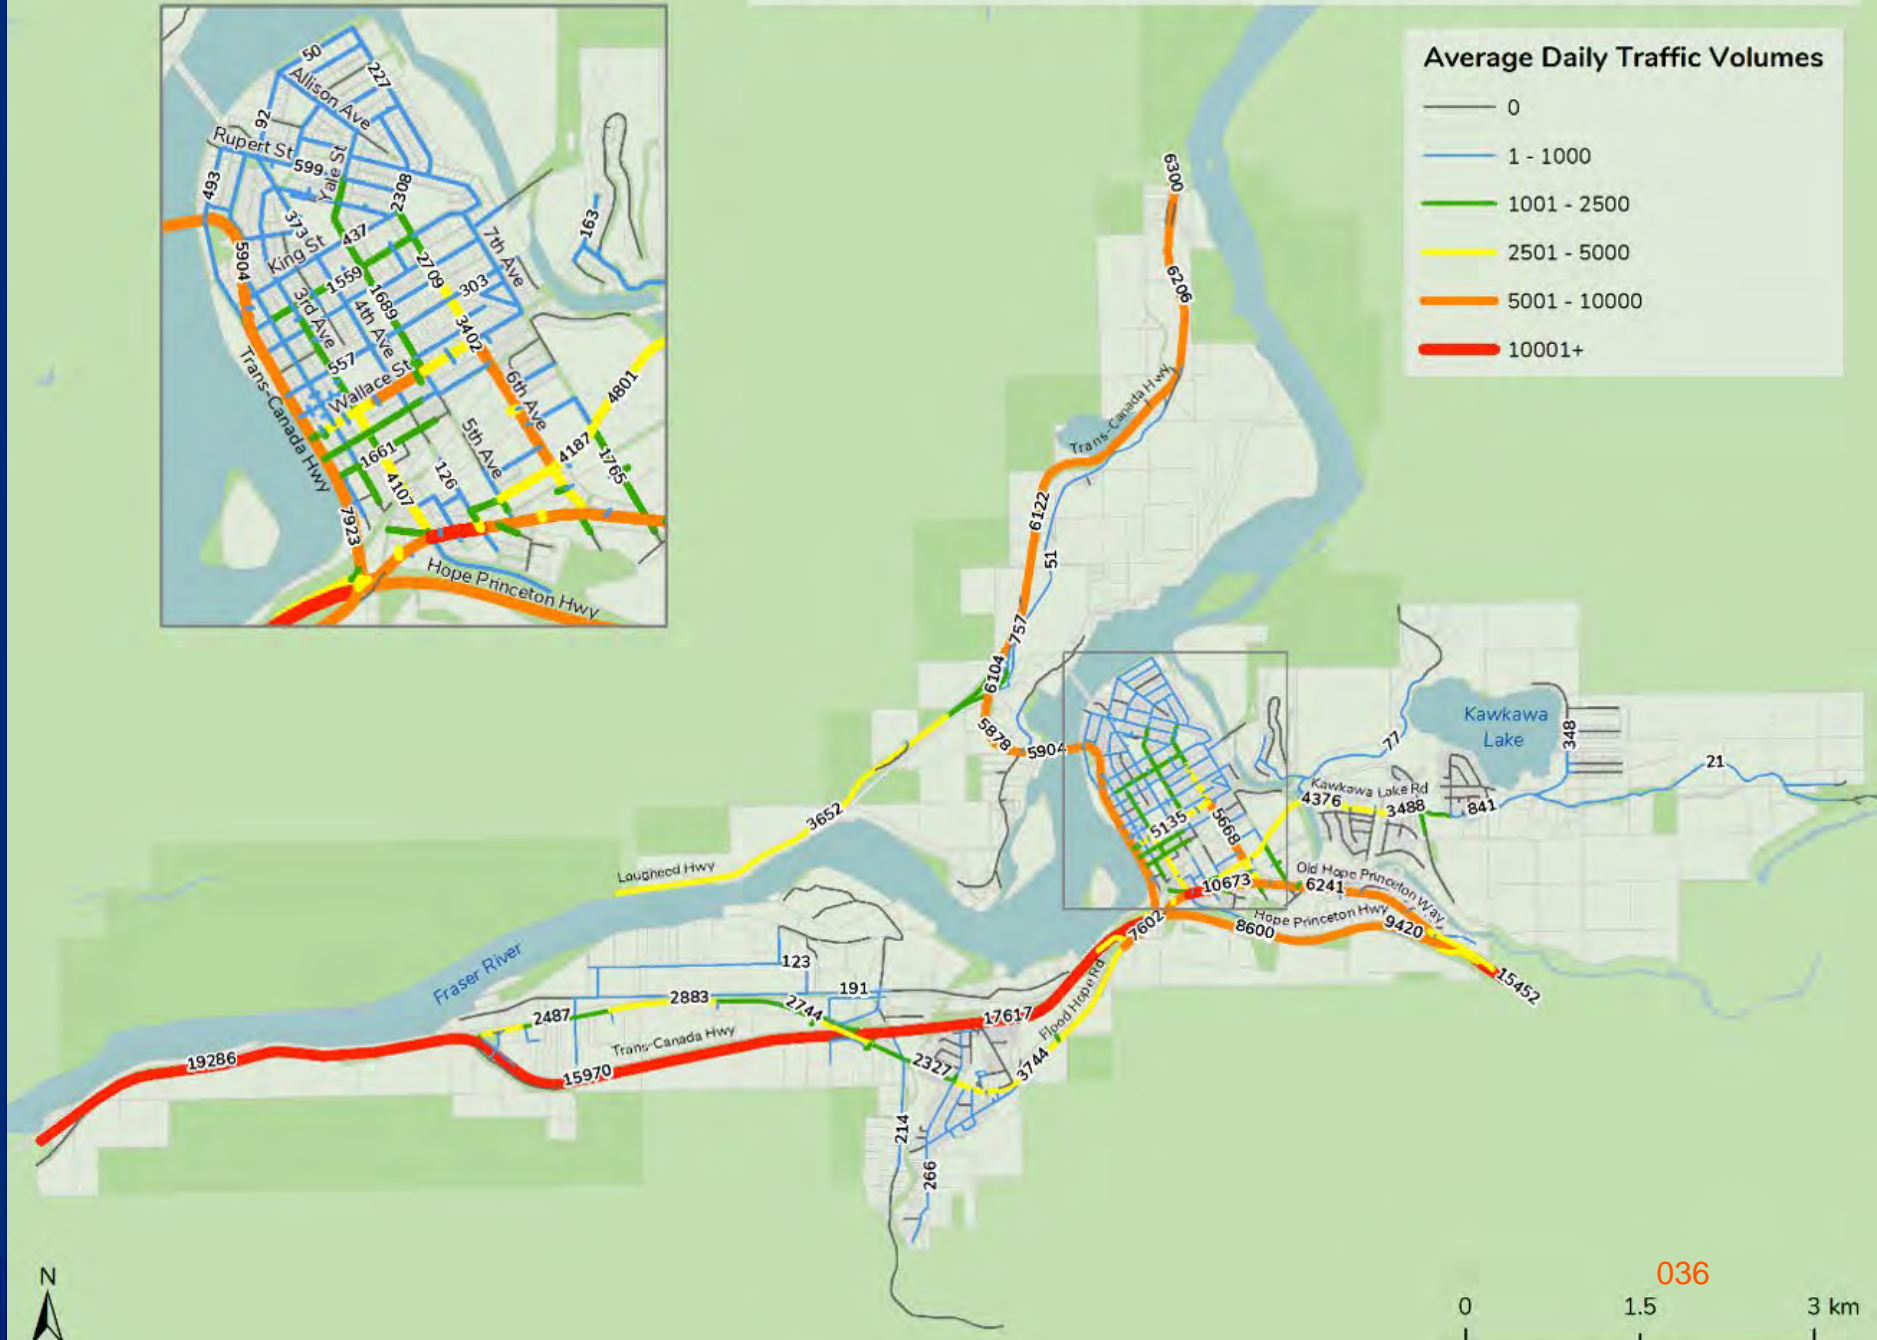 Average Daily Traffic Volumes
0
1 - 1000
1001 - 2500
2501 - 5000
5001 - 10000
10001+
50
227
Allison Ave
92
Rupert St
599
Yale St
493
2308
373
437
King St
5904
1559
2709
7th Ave
303
163
3rd Ave
1689
4th Ave
3402
557
Wallace St
Trans-Canada Hwy
6th Ave
4801
1661
5th Ave
4187
1765
126
4107
7923
Hope Princeton Hwy
6300
6206
Trans-Canada Hwy
6122
51
757
6104
5878
5904
3652
Lougheed Hwy
5135
5668
Kawkawa
Lake
348
77
21
Kawkawa Lake Rd
4376
3488
841
10673
Old Hope Princeton Way
6241
Hope Princeton Hwy
8600
9420
15452
7602
Flood Hope Rd
Fraser River
123
191
2883
2744
2487
17617
Trans-Canada Hwy
19286
15970
2327
3744
214
266
N
036
0
1.5
3 km